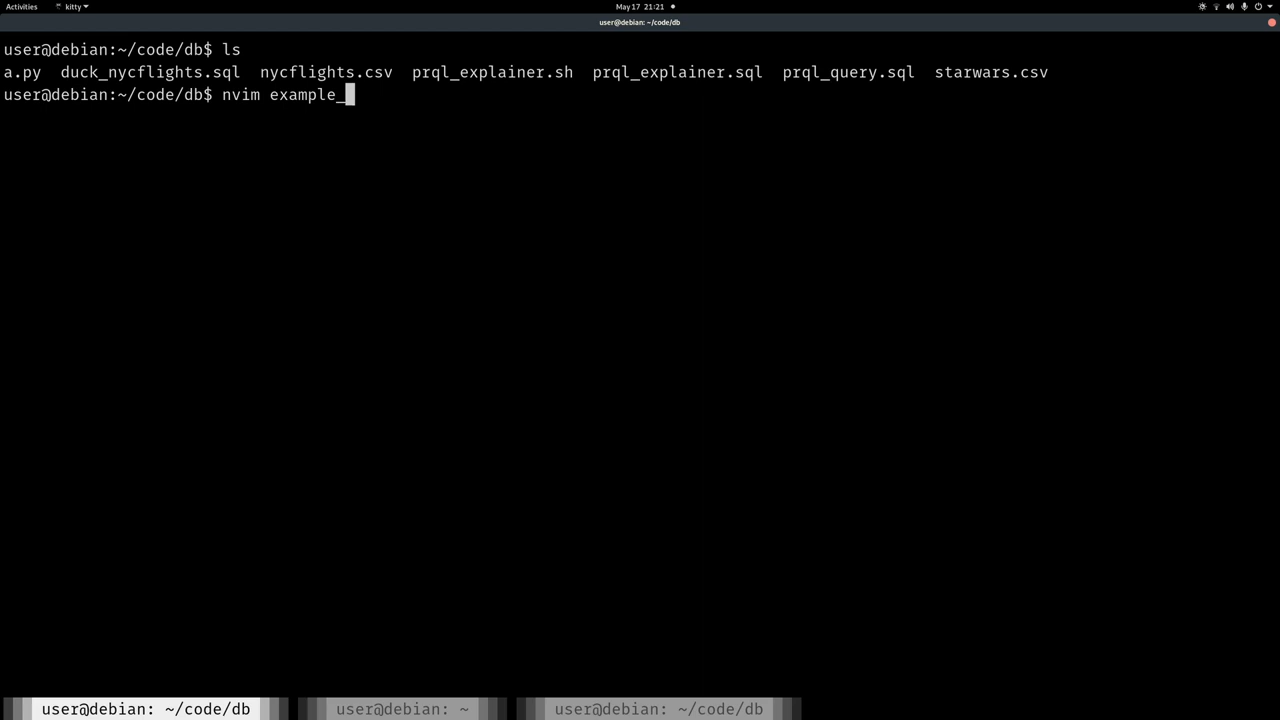 Activities kitty May 17 21:21
user@debian: ~/code/db
user@debian:~/code/db$ ls
a.py duck_nycflights.sql nycflights.csv prql_explainer.sh prql_explainer.sql prql_query.sql starwars.csv
user@debian:~/code/db$ nvim example_
user@debian: ~/code/db user@debian: ~ user@debian: ~/code/db